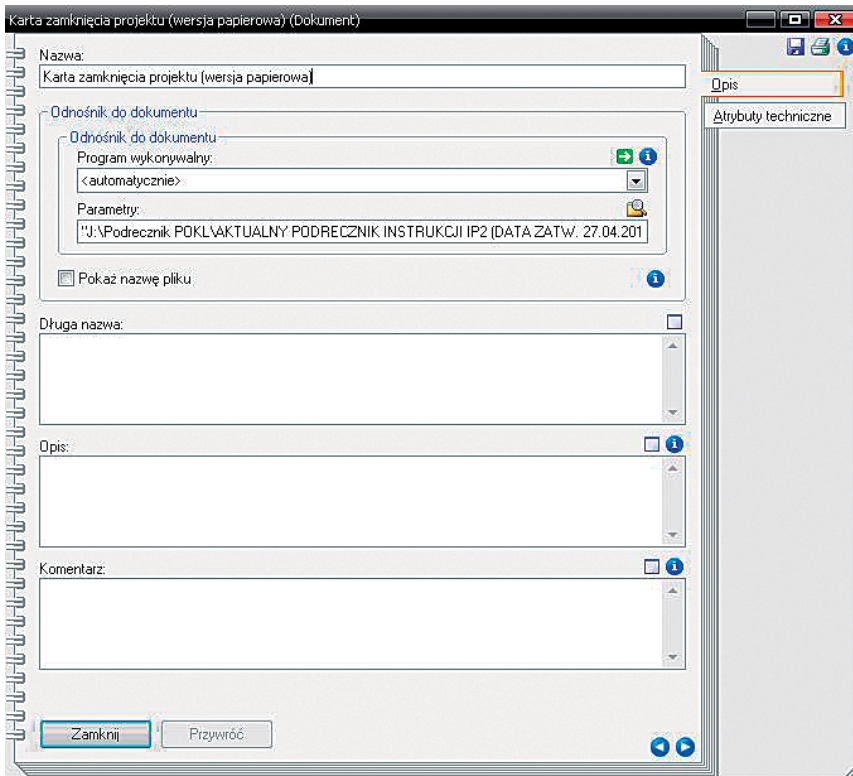 Karta zamknięcia projektu (wersja papierowa) (Dokument)
Nazwa:
Karta zamknięcia projektu (wersja papierowa)
Opis
Atrybuty techniczne
Odnośnik do dokumentu
Odnośnik do dokumentu
Program wykonywalny:
<automatycznie>
Parametry:
"J:\Podrecznik POKL\AKTUALNY PODRECZNIK INSTRUKCJI IP2 (DATA ZATW. 27.04.201
Pokaż nazwę pliku
Długa nazwa:
Opis:
Komentarz:
Zamknij
Przywróć